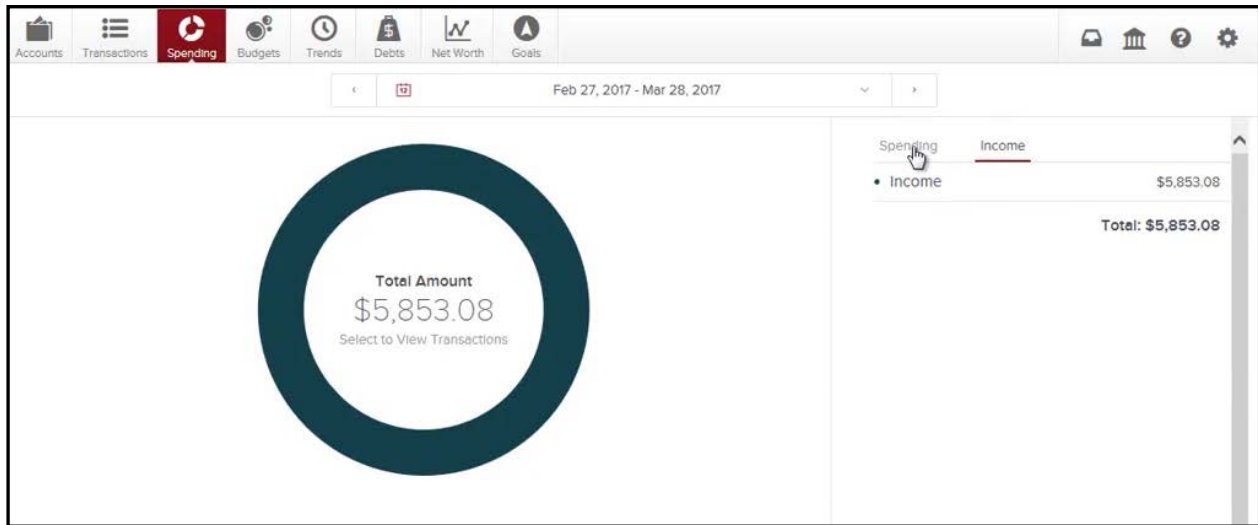 Accounts Transactions Spending Budgets Trends Debts Net Worth Goals
12 Feb 27, 2017 - Mar 28, 2017
Spending Income
• Income $5,853.08
Total: $5,853.08
Total Amount
$5,853.08
Select to View Transactions